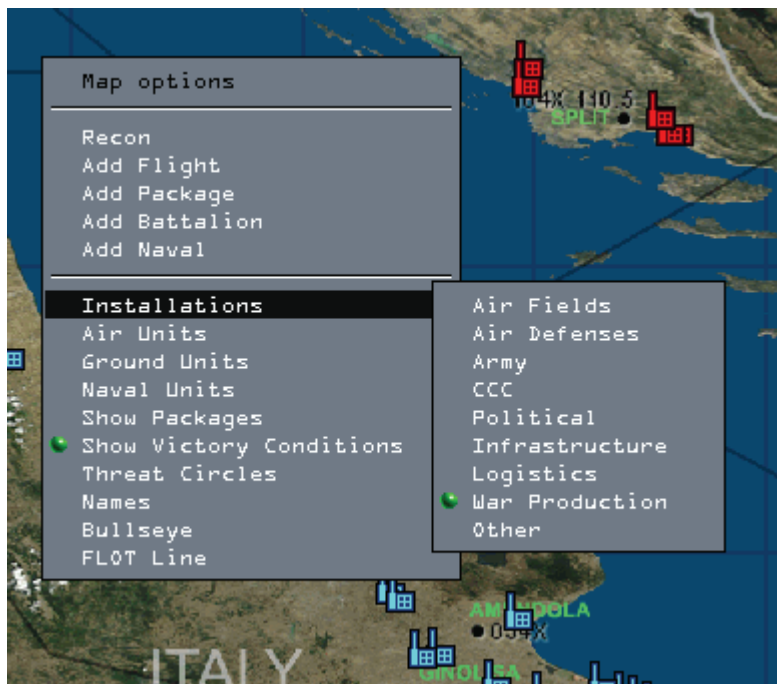 Map options
Recon
Add Flight
Add Package
Add Battalion
Add Naval
Installations
Air Units
Ground Units
Naval Units
Show Packages
Show Victory Conditions
Threat Circles
Names
Bullseye
FLOT Line
Air Fields
Air Defenses
Army
CCC
Political
Infrastructure
Logistics
War Production
Other
110.5
SPLIT
ITALY